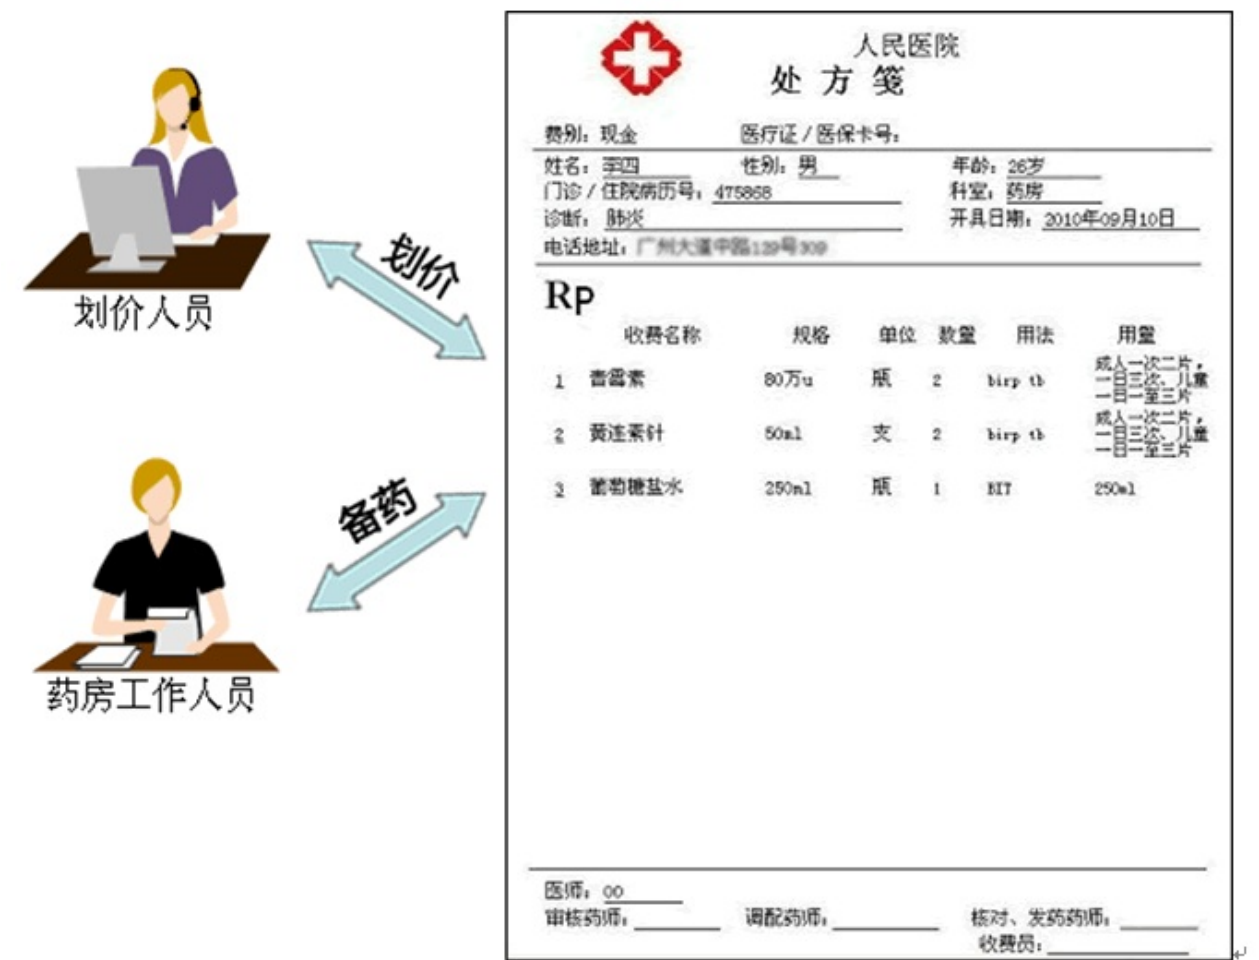 人民医院
处方笺
费别：现金 医疗证/医保卡号：
姓名：李四 性别：男 年龄：26岁
门诊/住院病历号：475868 科室：药房
诊断：肺炎 开具日期：2010年09月10日
电话地址：
Rp
收费名称 规格 单位 数量 用法 用量
1 青霉素 80万u 瓶 2 birp tb 成人一次二片，
一日三次、儿童
一日一至三片
2 黄连素针 50ml 支 2 birp tb 成人一次二片，
一日三次、儿童
一日一至三片
3 葡萄糖盐水 250ml 瓶 1 BIT 250ml
医师：00
审核药师： 调配药师： 核对、发药药师：
收费员：
划价
划价人员
备药
药房工作人员